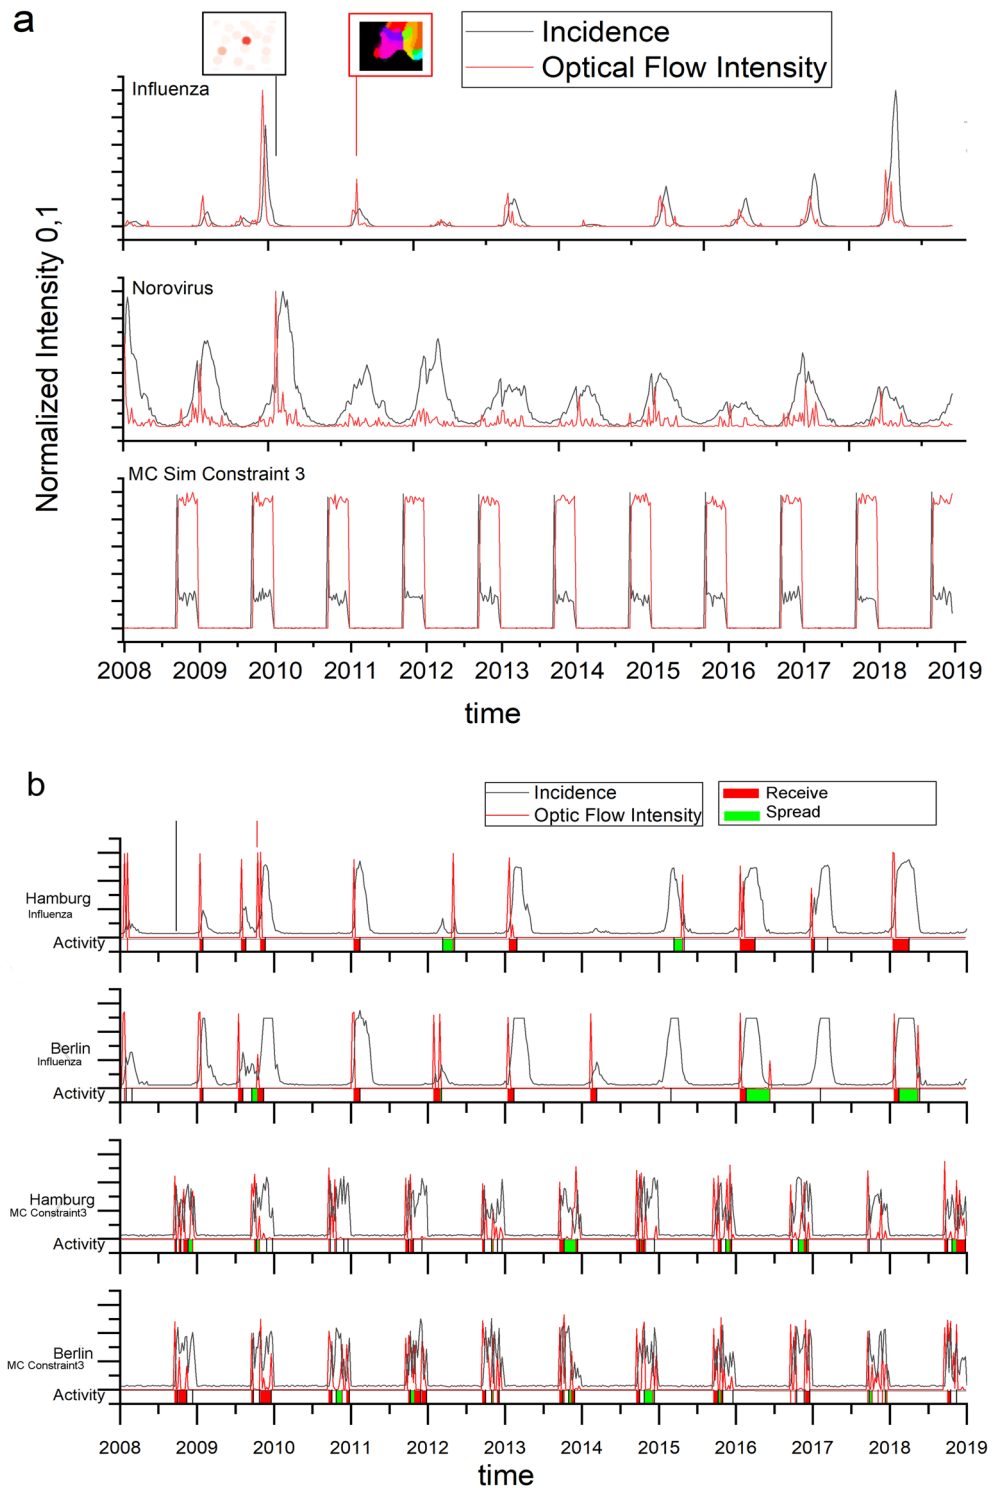 a
Incidence
Optical Flow Intensity
Influenza
Normalized Intensity 0,1
Norovirus
MC Sim Constraint 3
2008 2009 2010 2011 2012 2013 2014 2015 2016 2017 2018 2019
time
b
Incidence
Optic Flow Intensity
Receive
Spread
Hamburg
Influenza
Activity
Berlin
Influenza
Activity
Hamburg
MC Constraint3
Activity
Berlin
MC Constraint3
Activity
2008 2009 2010 2011 2012 2013 2014 2015 2016 2017 2018 2019
time